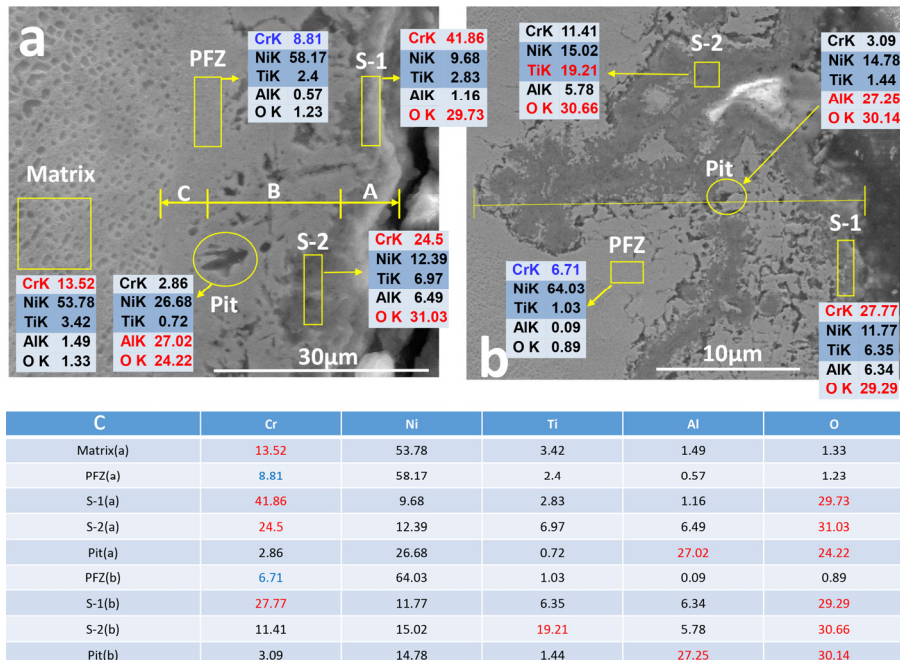 a
PFZ
CrK 8.81
NiK 58.17
TiK 2.4
AlK 0.57
O K 1.23
S-1
CrK 41.86
NiK 9.68
TiK 2.83
AlK 1.16
O K 29.73
Matrix
C
B
A
S-2
CrK 24.5
NiK 12.39
TiK 6.97
AlK 6.49
O K 31.03
Pit
CrK 13.52
NiK 53.78
TiK 3.42
AlK 1.49
O K 1.33
CrK 2.86
NiK 26.68
TiK 0.72
AlK 27.02
O K 24.22
30μm
CrK 11.41
NiK 15.02
TiK 19.21
AlK 5.78
O K 30.66
S-2
CrK 3.09
NiK 14.78
TiK 1.44
AlK 27.25
O K 30.14
Pit
S-1
PFZ
CrK 6.71
NiK 64.03
TiK 1.03
AlK 0.09
O K 0.89
CrK 27.77
NiK 11.77
TiK 6.35
AlK 6.34
O K 29.29
b
10μm
C Cr Ni Ti Al O
Matrix(a) 13.52 53.78 3.42 1.49 1.33
PFZ(a) 8.81 58.17 2.4 0.57 1.23
S-1(a) 41.86 9.68 2.83 1.16 29.73
S-2(a) 24.5 12.39 6.97 6.49 31.03
Pit(a) 2.86 26.68 0.72 27.02 24.22
PFZ(b) 6.71 64.03 1.03 0.09 0.89
S-1(b) 27.77 11.77 6.35 6.34 29.29
S-2(b) 11.41 15.02 19.21 5.78 30.66
Pit(b) 3.09 14.78 1.44 27.25 30.14